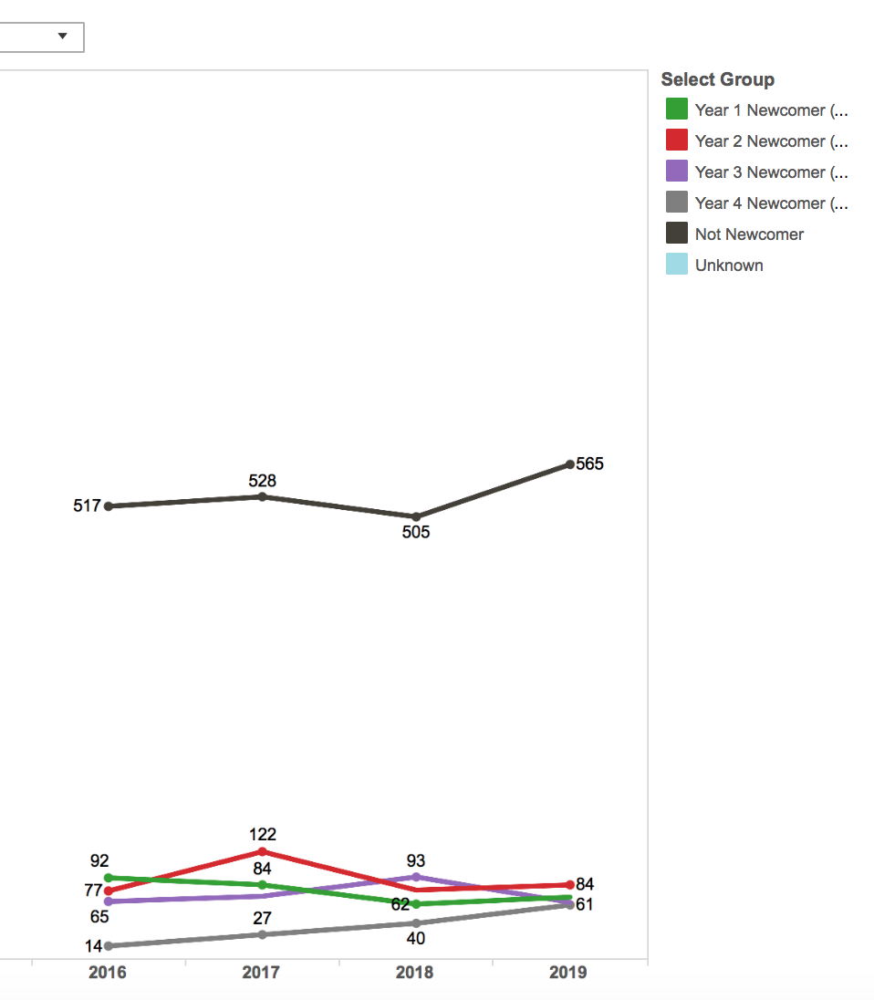 Select Group
Year 1 Newcomer (...
Year 2 Newcomer (...
Year 3 Newcomer (...
Year 4 Newcomer (...
Not Newcomer
Unknown
565
528
517
505
122
92
84
93
77
62
84
65
27
61
14
40
2016 2017 2018 2019